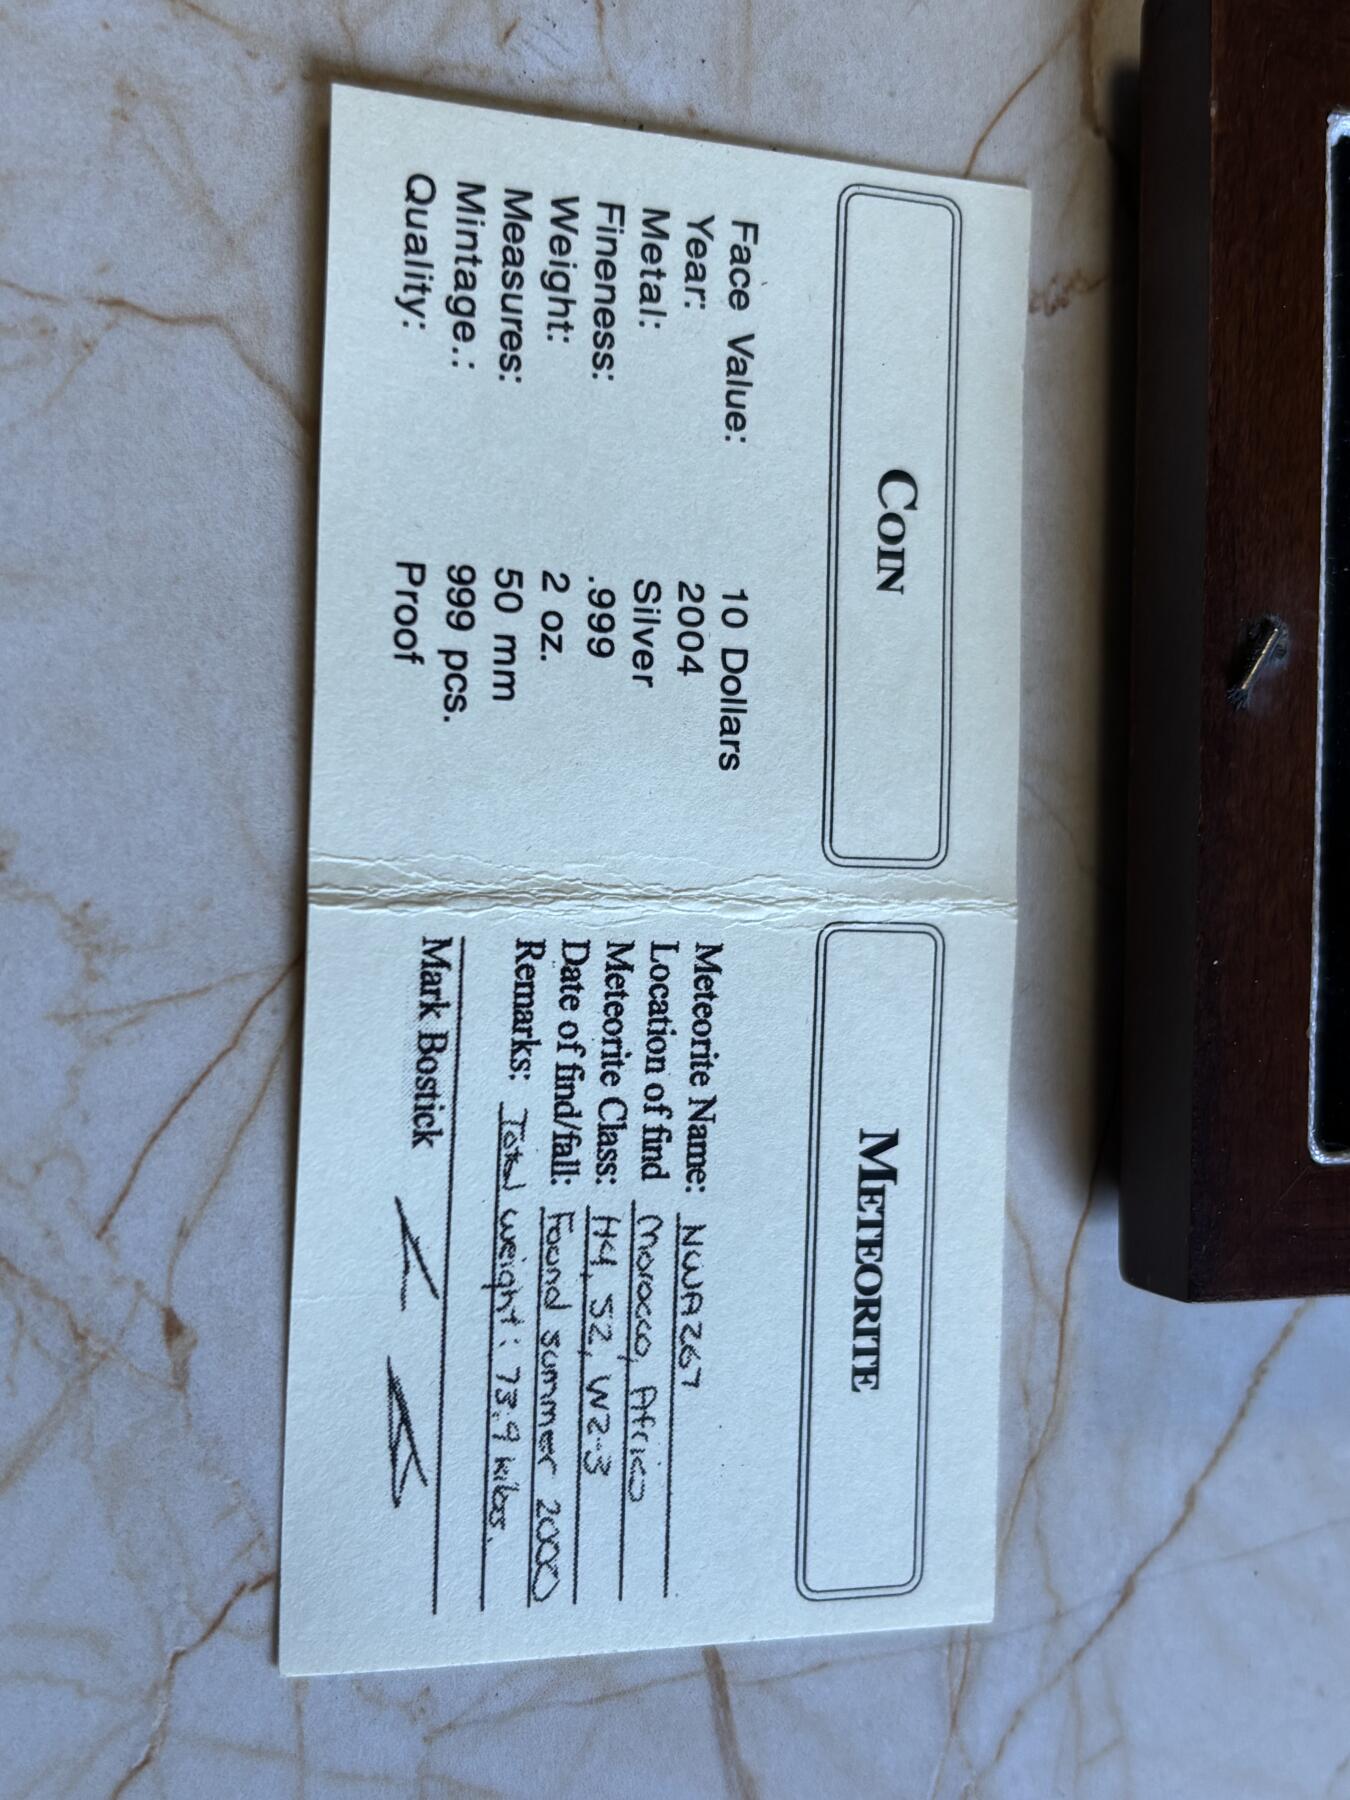 COIN
Face Value: 10 Dollars
Year: 2004
Metal: Silver
Fineness: .999
Weight: 2 oz.
Measures: 50 mm
Mintage.: 999 pcs.
Quality: Proof
METEORITE
Meteorite Name: NWA 267
Location of find Morocco, Africa
Meteorite Class: H4, S2, W2-3
Date of find/fall: Found summer 2000
Remarks: Total weight: 73.9 kilos.
Mark Bostick